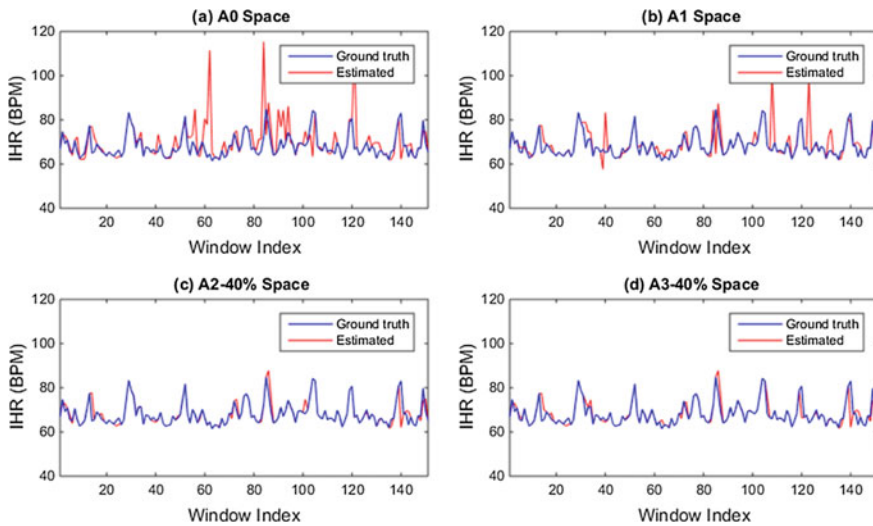 (a) A0 Space
IHR (BPM)
120
100
80
60
40
Ground truth
Estimated
20 40 60 80 100 120 140
Window Index
(b) A1 Space
IHR (BPM)
120
100
80
60
40
Ground truth
Estimated
20 40 60 80 100 120 140
Window Index
(c) A2-40% Space
IHR (BPM)
120
100
80
60
40
Ground truth
Estimated
20 40 60 80 100 120 140
Window Index
(d) A3-40% Space
IHR (BPM)
120
100
80
60
40
Ground truth
Estimated
20 40 60 80 100 120 140
Window Index